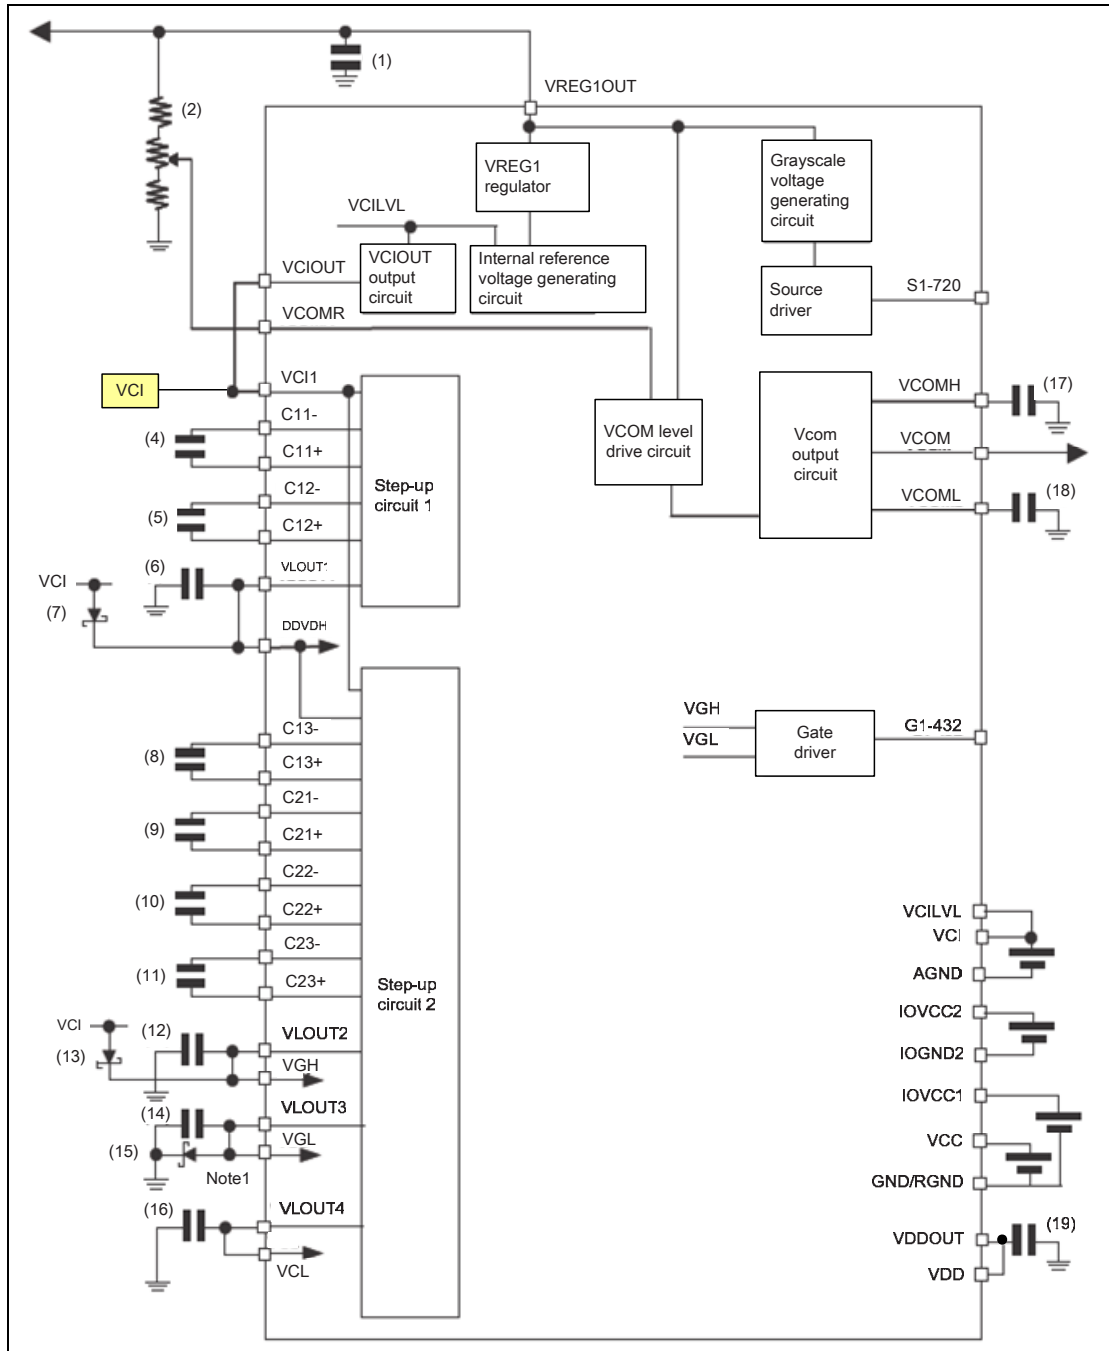 (1)
VREG1OUT
(2)
VREG1
regulator
Grayscale
voltage
generating
circuit
VCILVL
VCIOUT
VCIOUT
output
circuit
Internal reference
voltage generating
circuit
Source
driver
S1-720
VCOMR
VCI
VCI1
C11-
(4)
C11+
C12-
(5)
C12+
Step-up
circuit 1
VCOM level
drive circuit
Vcom
output
circuit
VCOMH
(17)
VCOM
VCOML
(18)
(6)
VLOUT1
VCI
(7)
DDVDH
C13-
(8)
C13+
C21-
(9)
C21+
C22-
(10)
C22+
C23-
(11)
C23+
Step-up
circuit 2
VGH
VGL
Gate
driver
G1-432
VCILVL
VCI
AGND
IOVCC2
IOGND2
IOVCC1
VCC
GND/RGND
VDDOUT
(19)
VDD
VCI
(12)
(13)
VLOUT2
VGH
(14)
VLOUT3
(15)
VGL
Note1
(16)
VLOUT4
VCL